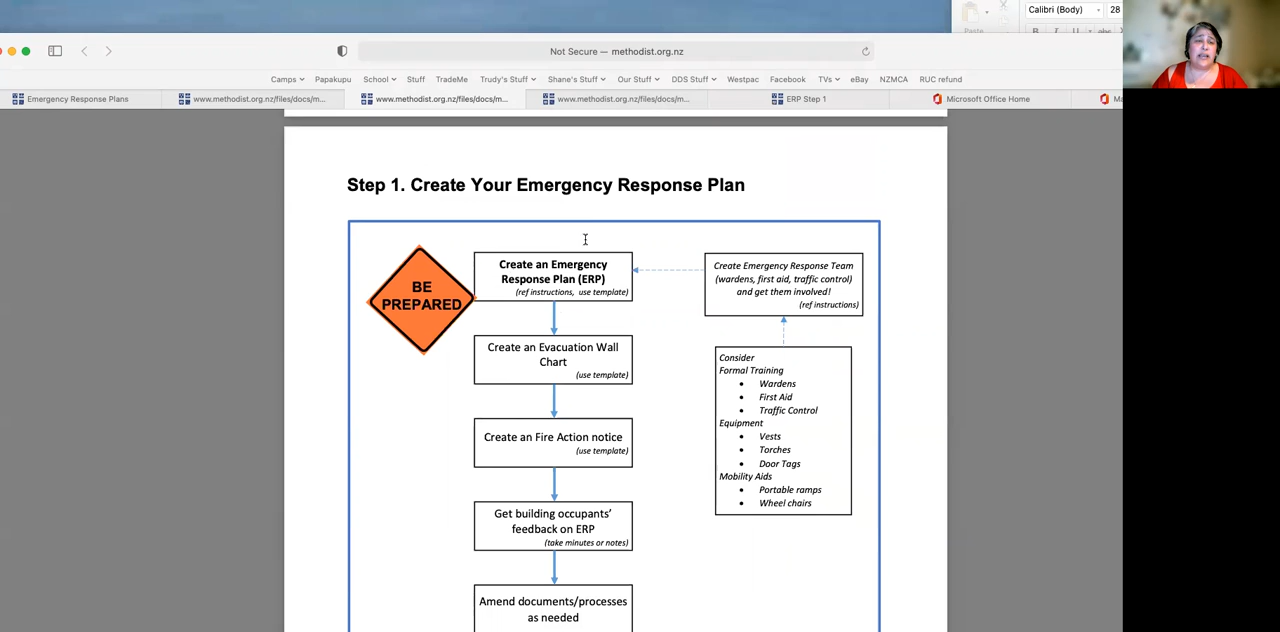 Calibri (Body)
28
Paste
Not Secure — methodist.org.nz
Camps
Papakupu
School
Stuff
TradeMe
Trudy's Stuff
Shane's Stuff
Our Stuff
DDS Stuff
Westpac
Facebook
TVs
eBay
NZMCA
RUC refund
Emergency Response Plans
www.methodist.org.nz/files/docs/m...
www.methodist.org.nz/files/docs/m...
www.methodist.org.nz/files/docs/m...
ERP Step 1
Microsoft Office Home
Ma
Step 1. Create Your Emergency Response Plan
BE
PREPARED
Create an Emergency
Response Plan (ERP)
(ref instructions, use template)
Create Emergency Response Team
(wardens, first aid, traffic control)
and get them involved!
(ref instructions)
Create an Evacuation Wall
Chart
(use template)
Consider
Formal Training
• Wardens
• First Aid
• Traffic Control
Equipment
• Vests
• Torches
• Door Tags
Mobility Aids
• Portable ramps
• Wheel chairs
Create an Fire Action notice
(use template)
Get building occupants'
feedback on ERP
(take minutes or notes)
Amend documents/processes
as needed